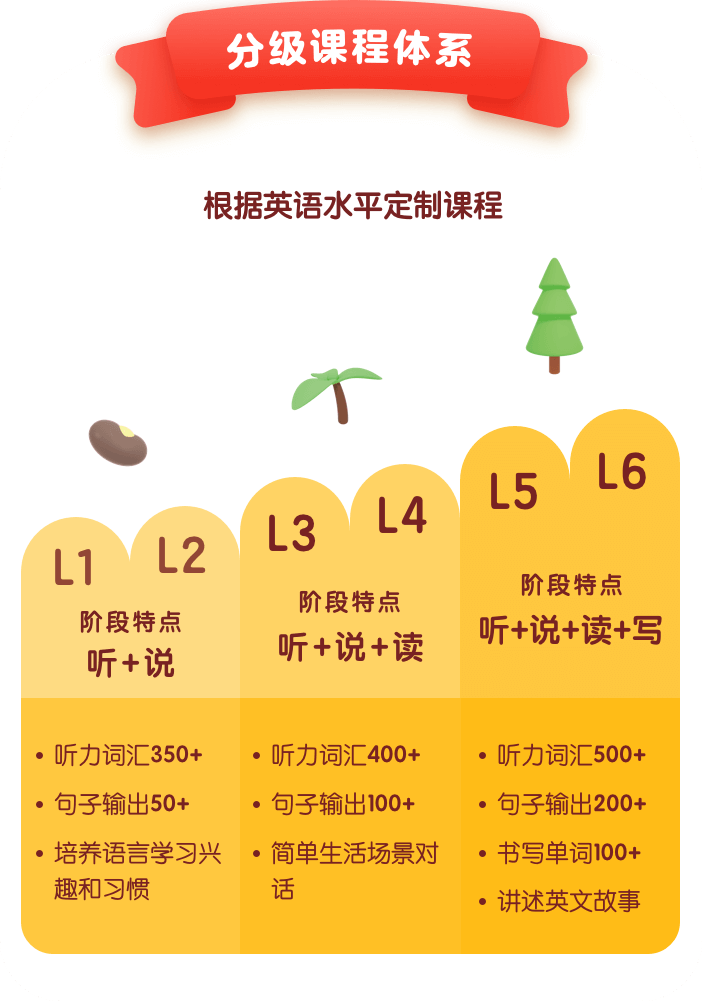 分级课程体系
根据英语水平定制课程
L1
L2
阶段特点
听+说
• 听力词汇350+
• 句子输出50+
• 培养语言学习兴
趣和习惯
L3
L4
阶段特点
听+说+读
• 听力词汇400+
• 句子输出100+
• 简单生活场景对
话
L5
L6
阶段特点
听+说+读+写
• 听力词汇500+
• 句子输出200+
• 书写单词100+
• 讲述英文故事